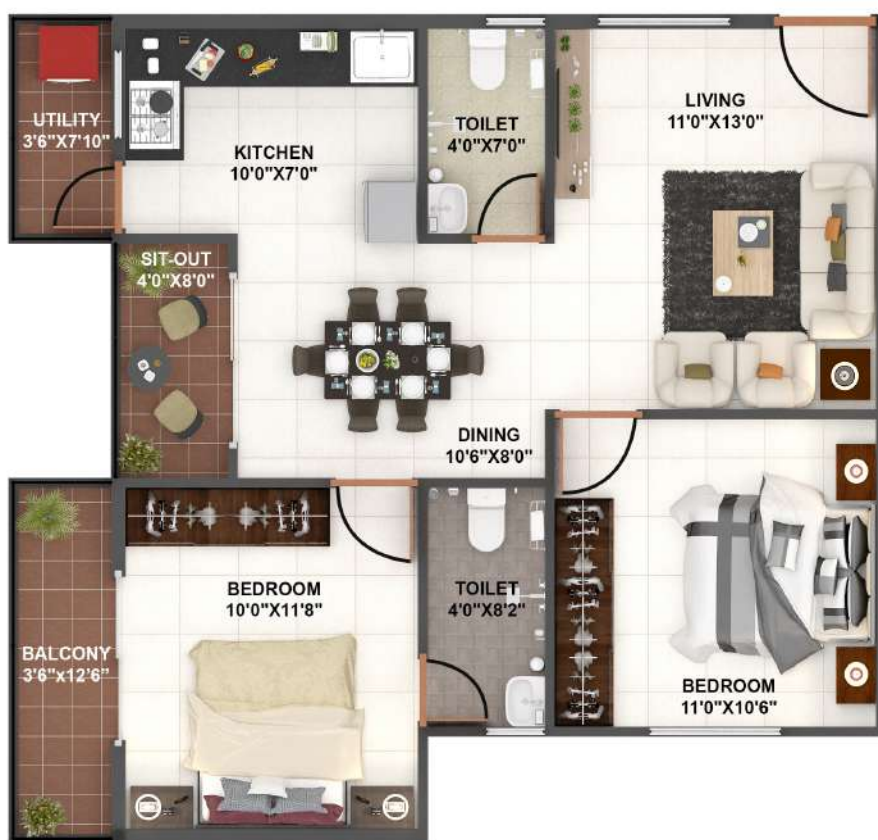 UTILITY
3'6"X7'10"
KITCHEN
10'0"X7'0"
TOILET
4'0"X7'0"
LIVING
11'0"X13'0"
SIT-OUT
4'0"X8'0"
DINING
10'6"X8'0"
BALCONY
3'6"x12'6"
BEDROOM
10'0"X11'8"
TOILET
4'0"X8'2"
BEDROOM
11'0"X10'6"